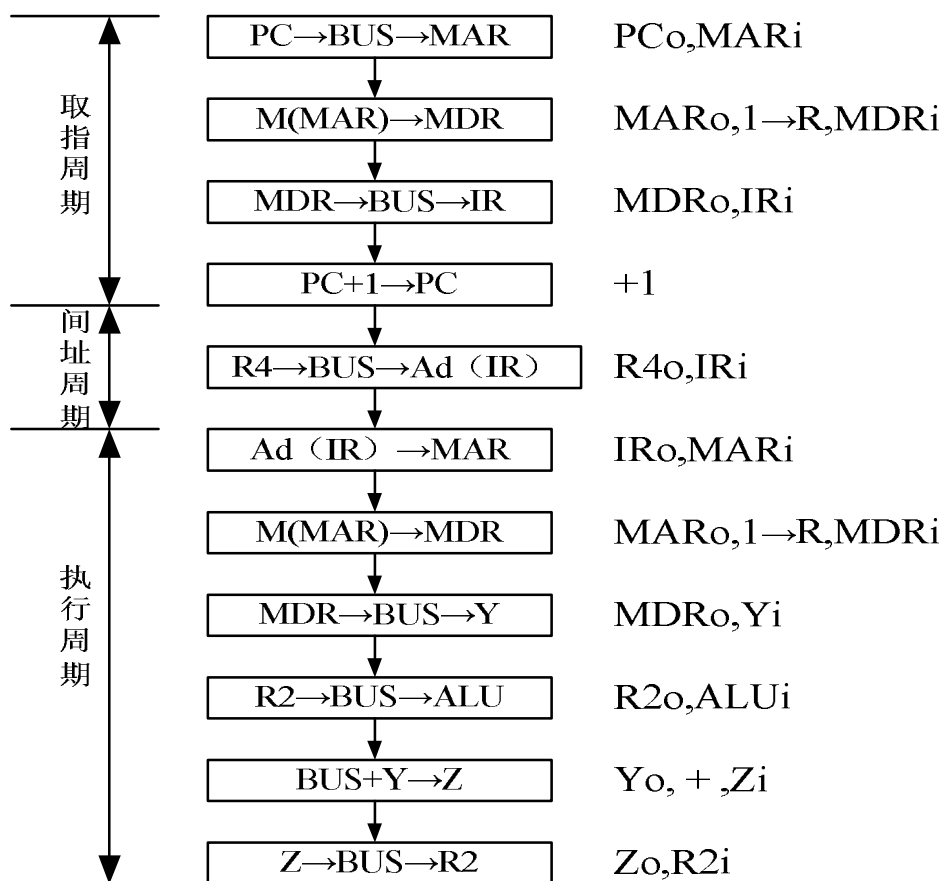 取指周期
PC→BUS→MAR PCo,MARi
M(MAR)→MDR MARo,1→R,MDRi
MDR→BUS→IR MDRo,IRi
PC+1→PC +1
间址周期
R4→BUS→Ad（IR） R4o,IRi
执行周期
Ad（IR）→MAR IRo,MARi
M(MAR)→MDR MARo,1→R,MDRi
MDR→BUS→Y MDRo,Yi
R2→BUS→ALU R2o,ALUi
BUS+Y→Z Yo, + ,Zi
Z→BUS→R2 Zo,R2i